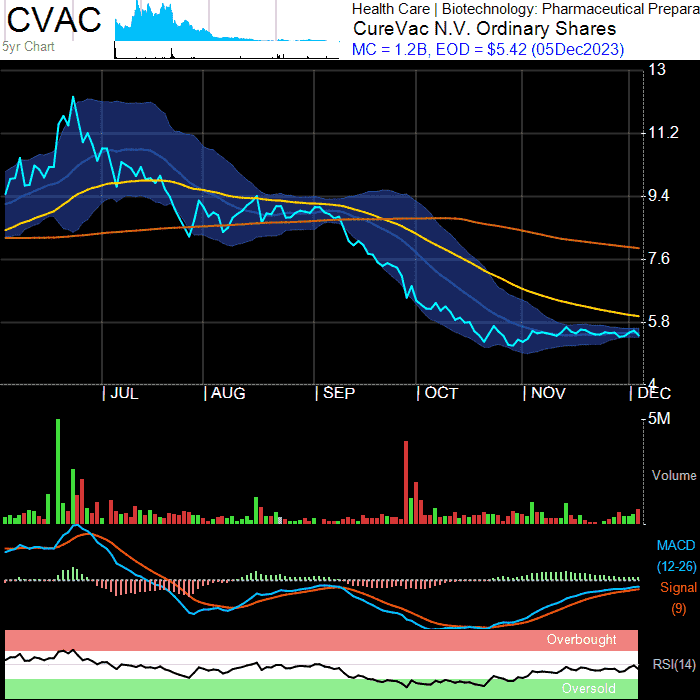 CVAC
5yr Chart
Health Care | Biotechnology: Pharmaceutical Prepara
CureVac N.V. Ordinary Shares
MC = 1.2B, EOD = $5.42 (05Dec2023)
13
11.2
9.4
7.6
5.8
4
JUL AUG SEP OCT NOV DEC
5M
Volume
MACD
(12-26)
Signal
(9)
Overbought
RSI(14)
Oversold